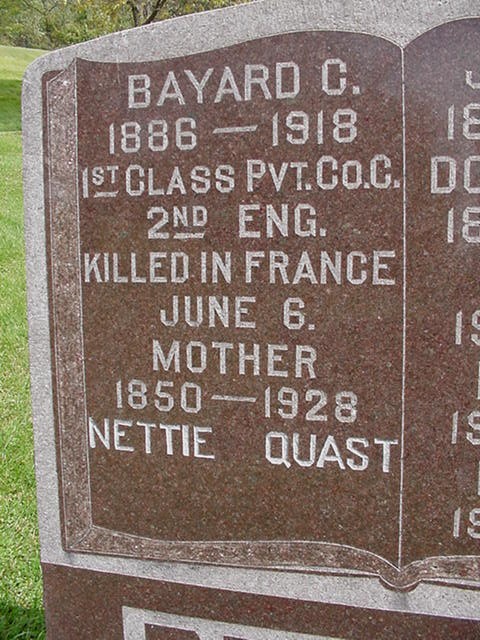 BAYARD C.
1886 — 1918
1ST CLASS PVT. CO. C.
2ND ENG.
KILLED IN FRANCE
JUNE 6.
MOTHER
1850 — 1928
NETTIE QUAST